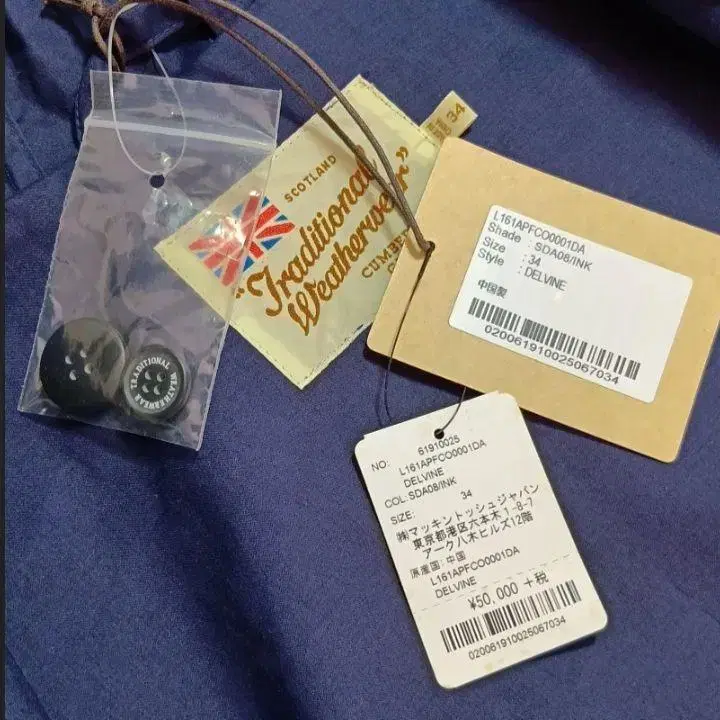 SCOTLAND
"Traditional
Weatherwear"
CUMBE
34
TRADITIONAL WEATHERWEAR
L161APFCO0001DA
Shade : SDA08/INK
Size : 34
Style : DELVINE
中国製
020061910025067034
NO: 61910025
L161APFCO0001DA
DELVINE
COL:SDA08/INK
SIZE: 34
㈱マッキントッシュジャパン
東京都港区六本木1-8-7
アーク八木ヒルズ12階
原産国:中国
L161APFCO0001DA
DELVINE
¥50,000 +税
020061910025067034